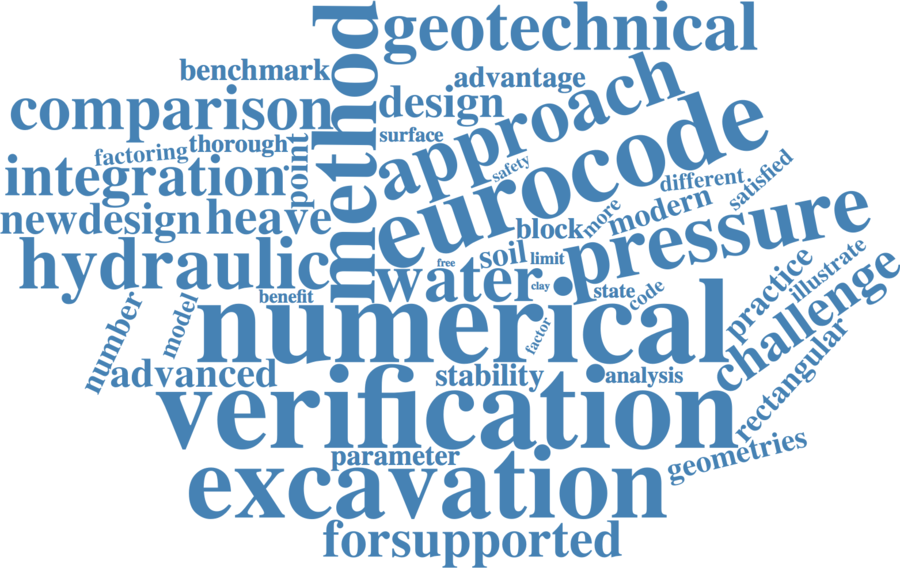 geotechnical
method
benchmark
advantage
comparison
design
approach
surface
eurocode
factoring
thorough
point
integration
safety
different
satisfied
newdesign
heave
block
more
modern
pressure
hydraulic
water
free
soil
limit
clay
state
code
practice
illustrate
challenge
benefit
number
model
numerical
factor
advanced
stability
analysis
rectangular
verification
parameter
geometries
excavation
forsupported